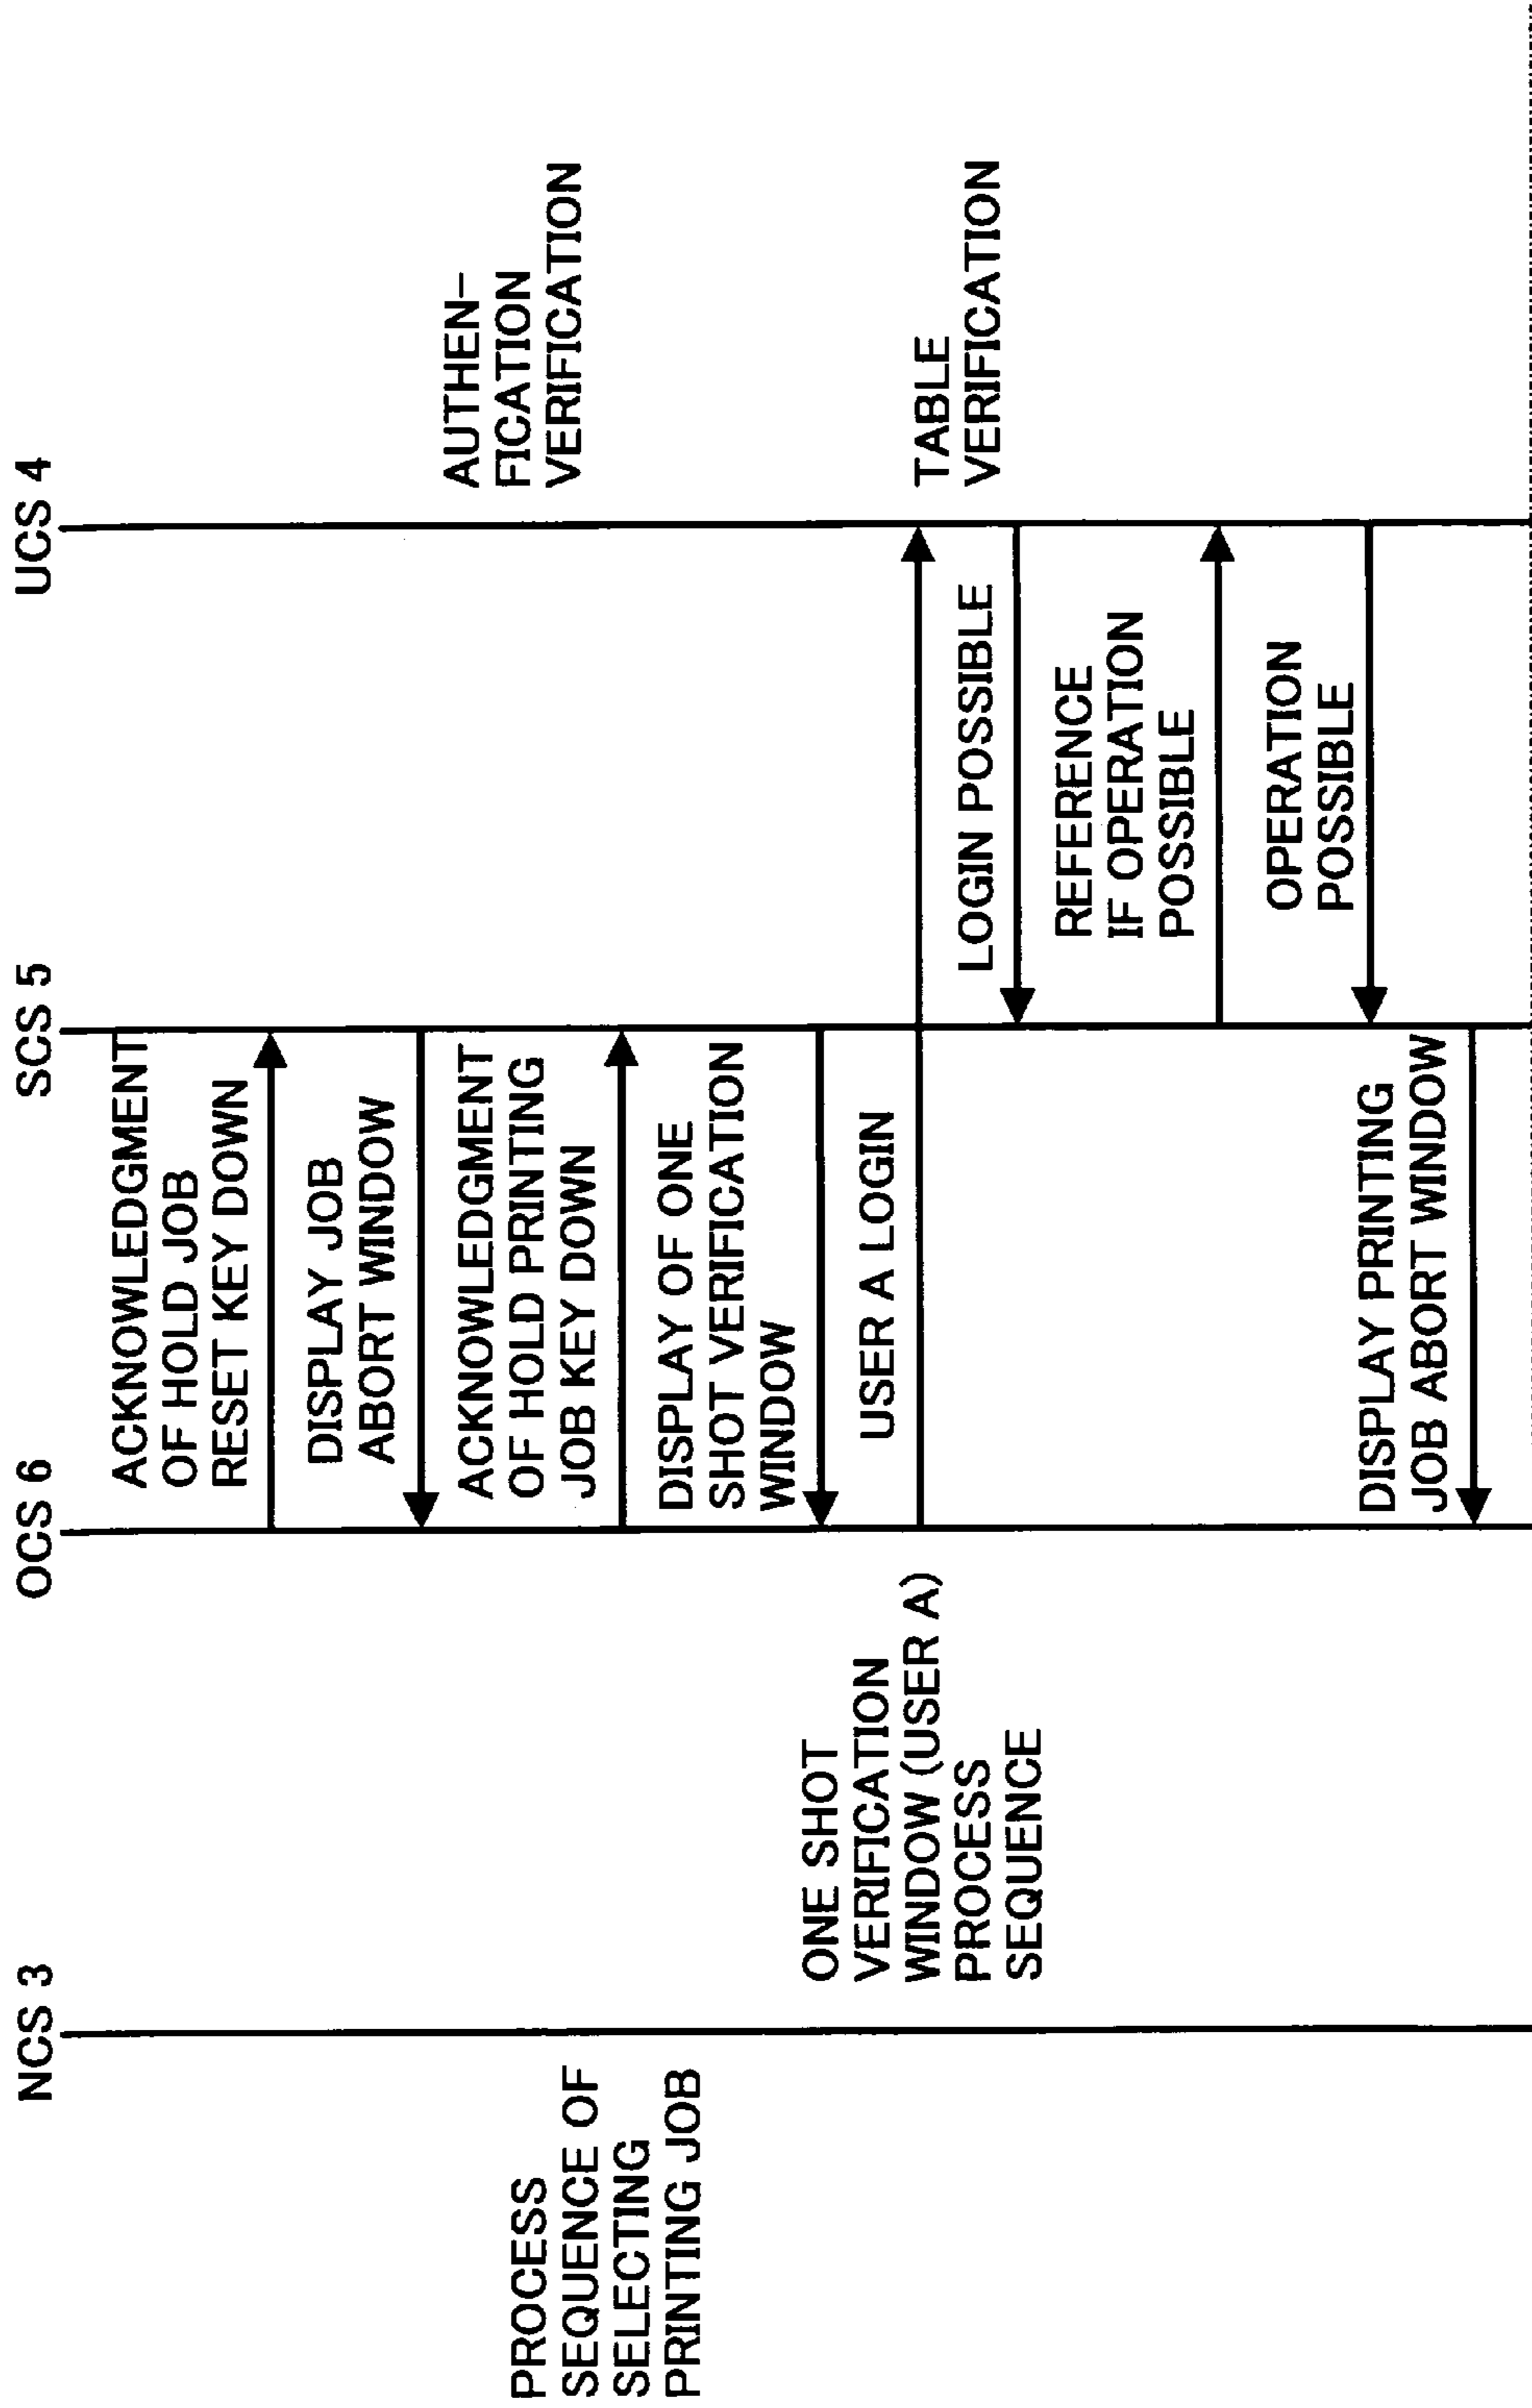 NCS 3
OCS 6
SCS 5
UCS 4
PROCESS
SEQUENCE OF
SELECTING
PRINTING JOB
ACKNOWLEDGMENT
OF HOLD JOB
RESET KEY DOWN
DISPLAY JOB
ABORT WINDOW
ACKNOWLEDGMENT
OF HOLD PRINTING
JOB KEY DOWN
AUTHEN-
FICATION
VERIFICATION
DISPLAY OF ONE
SHOT VERIFICATION
WINDOW
ONE SHOT
VERIFICATION
WINDOW (USER A)
PROCESS
SEQUENCE
USER A LOGIN
TABLE
VERIFICATION
LOGIN POSSIBLE
REFERENCE
IF OPERATION
POSSIBLE
OPERATION
POSSIBLE
DISPLAY PRINTING
JOB ABORT WINDOW